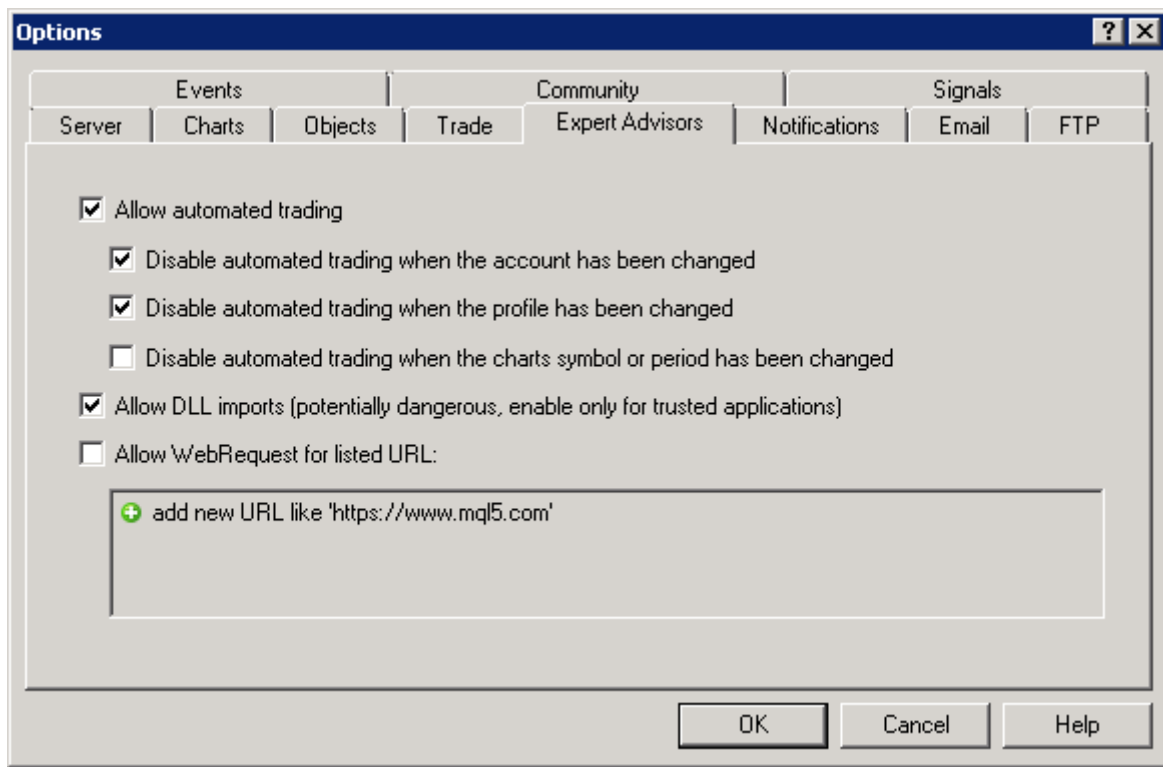 Options
Events Community Signals
Server Charts Objects Trade Expert Advisors Notifications Email FTP
Allow automated trading
Disable automated trading when the account has been changed
Disable automated trading when the profile has been changed
Disable automated trading when the charts symbol or period has been changed
Allow DLL imports (potentially dangerous, enable only for trusted applications)
Allow WebRequest for listed URL:
add new URL like 'https://www.mql5.com'
OK Cancel Help